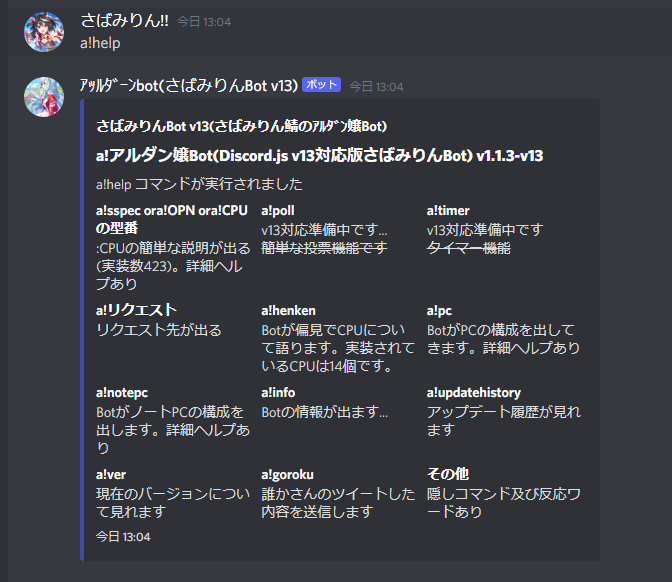 さばみりん!! 今日 13:04
a!help
ｱｯﾙﾀﾞｰﾝbot(さばみりんBot v13) ボット 今日 13:04
さばみりんBot v13(さばみりん鯖のｱﾙﾀﾞﾝ嬢Bot)
a!アルダン嬢Bot(Discord.js v13対応版さばみりんBot) v1.1.3-v13
a!help コマンドが実行されました
a!sspec ora!OPN ora!CPU
の型番
:CPUの簡単な説明が出る
(実装数423)。詳細ヘル
プあり
a!poll
v13対応準備中です...
簡単な投票機能です
a!timer
v13対応準備中です
タイマー機能
a!リクエスト
リクエスト先が出る
a!henken
Botが偏見でCPUについ
て語ります。実装されて
いるCPUは14個です。
a!pc
BotがPCの構成を出して
きます。詳細ヘルプあり
a!notepc
BotがノートPCの構成を
出します。詳細ヘルプあ
り
a!info
Botの情報が出ます...
a!updatehistory
アップデート履歴が見れ
ます
a!ver
現在のバージョンについ
て見れます
a!goroku
誰かさんのツイートした
内容を送信します
その他
隠しコマンド及び反応ワ
ードあり
今日 13:04